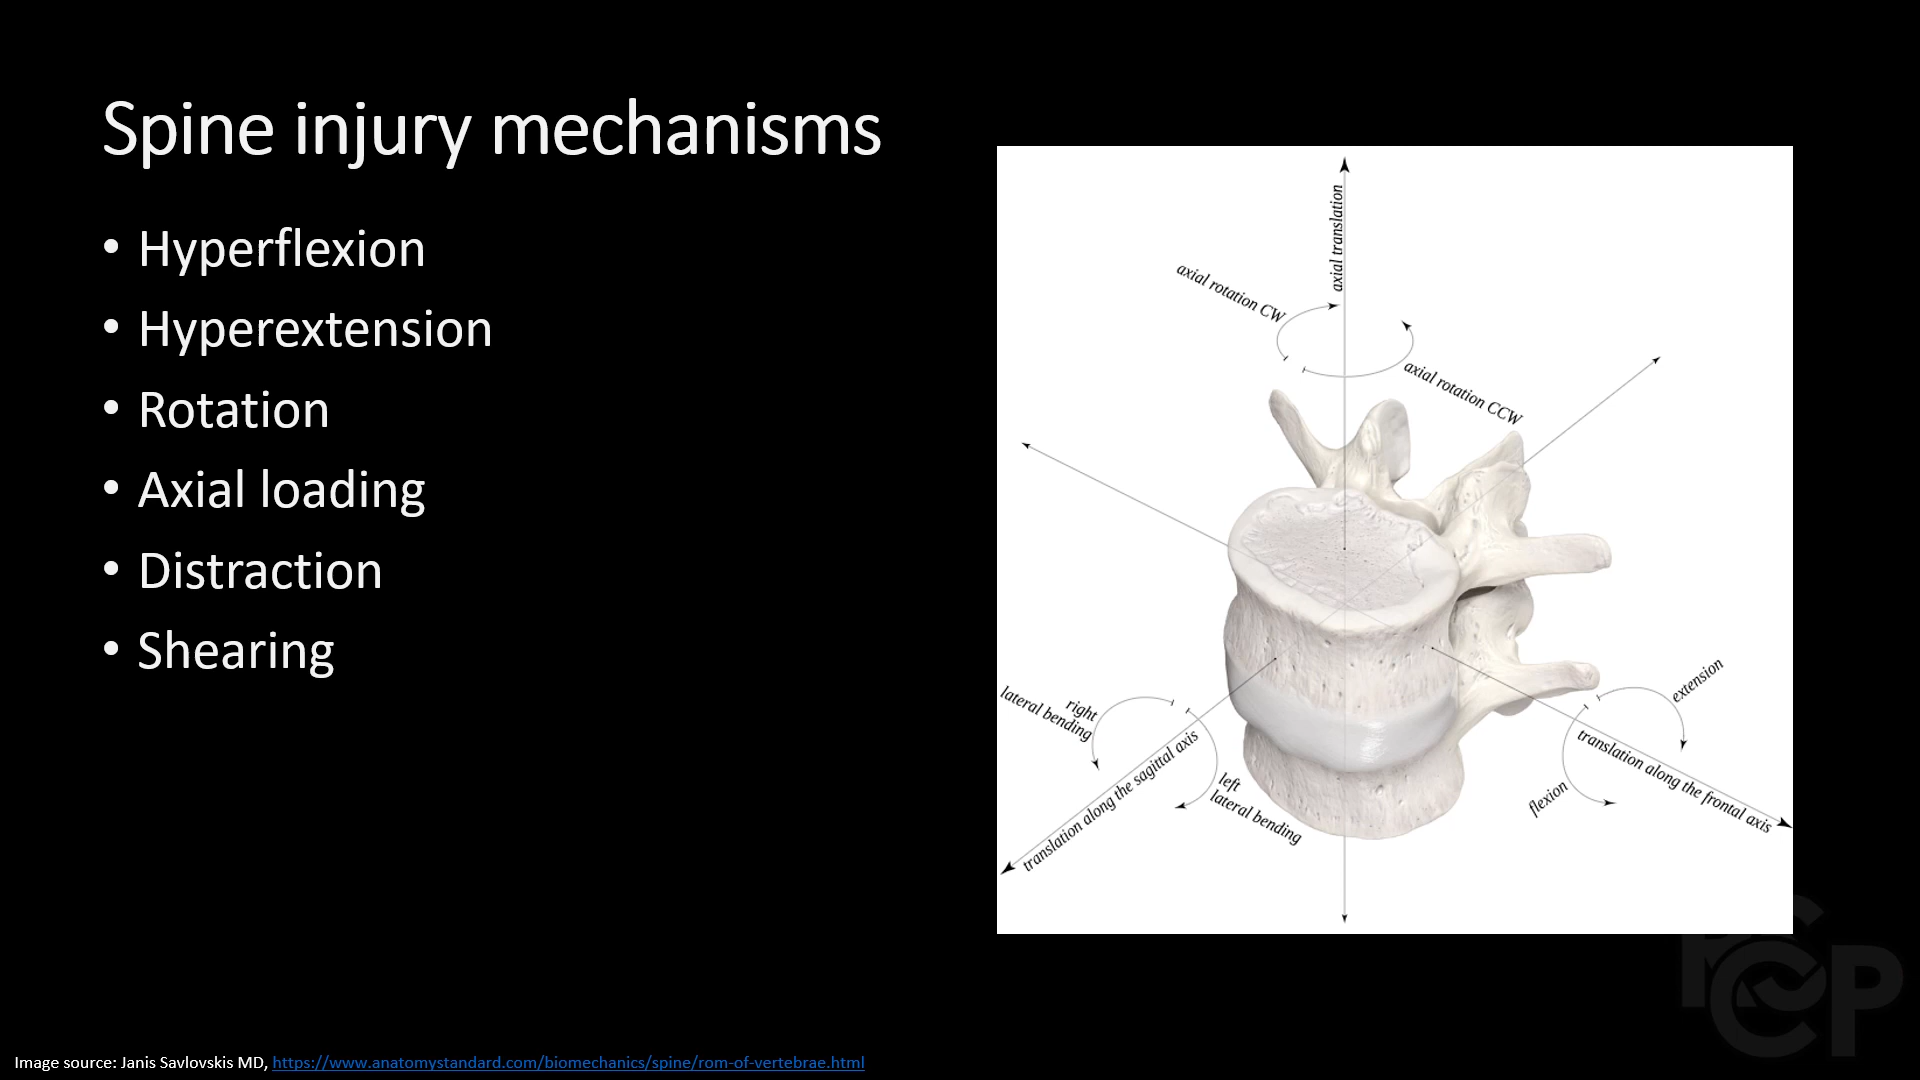 Spine injury mechanisms
• Hyperflexion
• Hyperextension
• Rotation
• Axial loading
• Distraction
• Shearing
axial translation
axial rotation CW
axial rotation CCW
right
lateral bending
translation along the sagittal axis
left
lateral bending
extension
translation along the frontal axis
flexion
Image source: Janis Savlovskis MD, https://www.anatomystandard.com/biomechanics/spine/rom-of-vertebrae.html